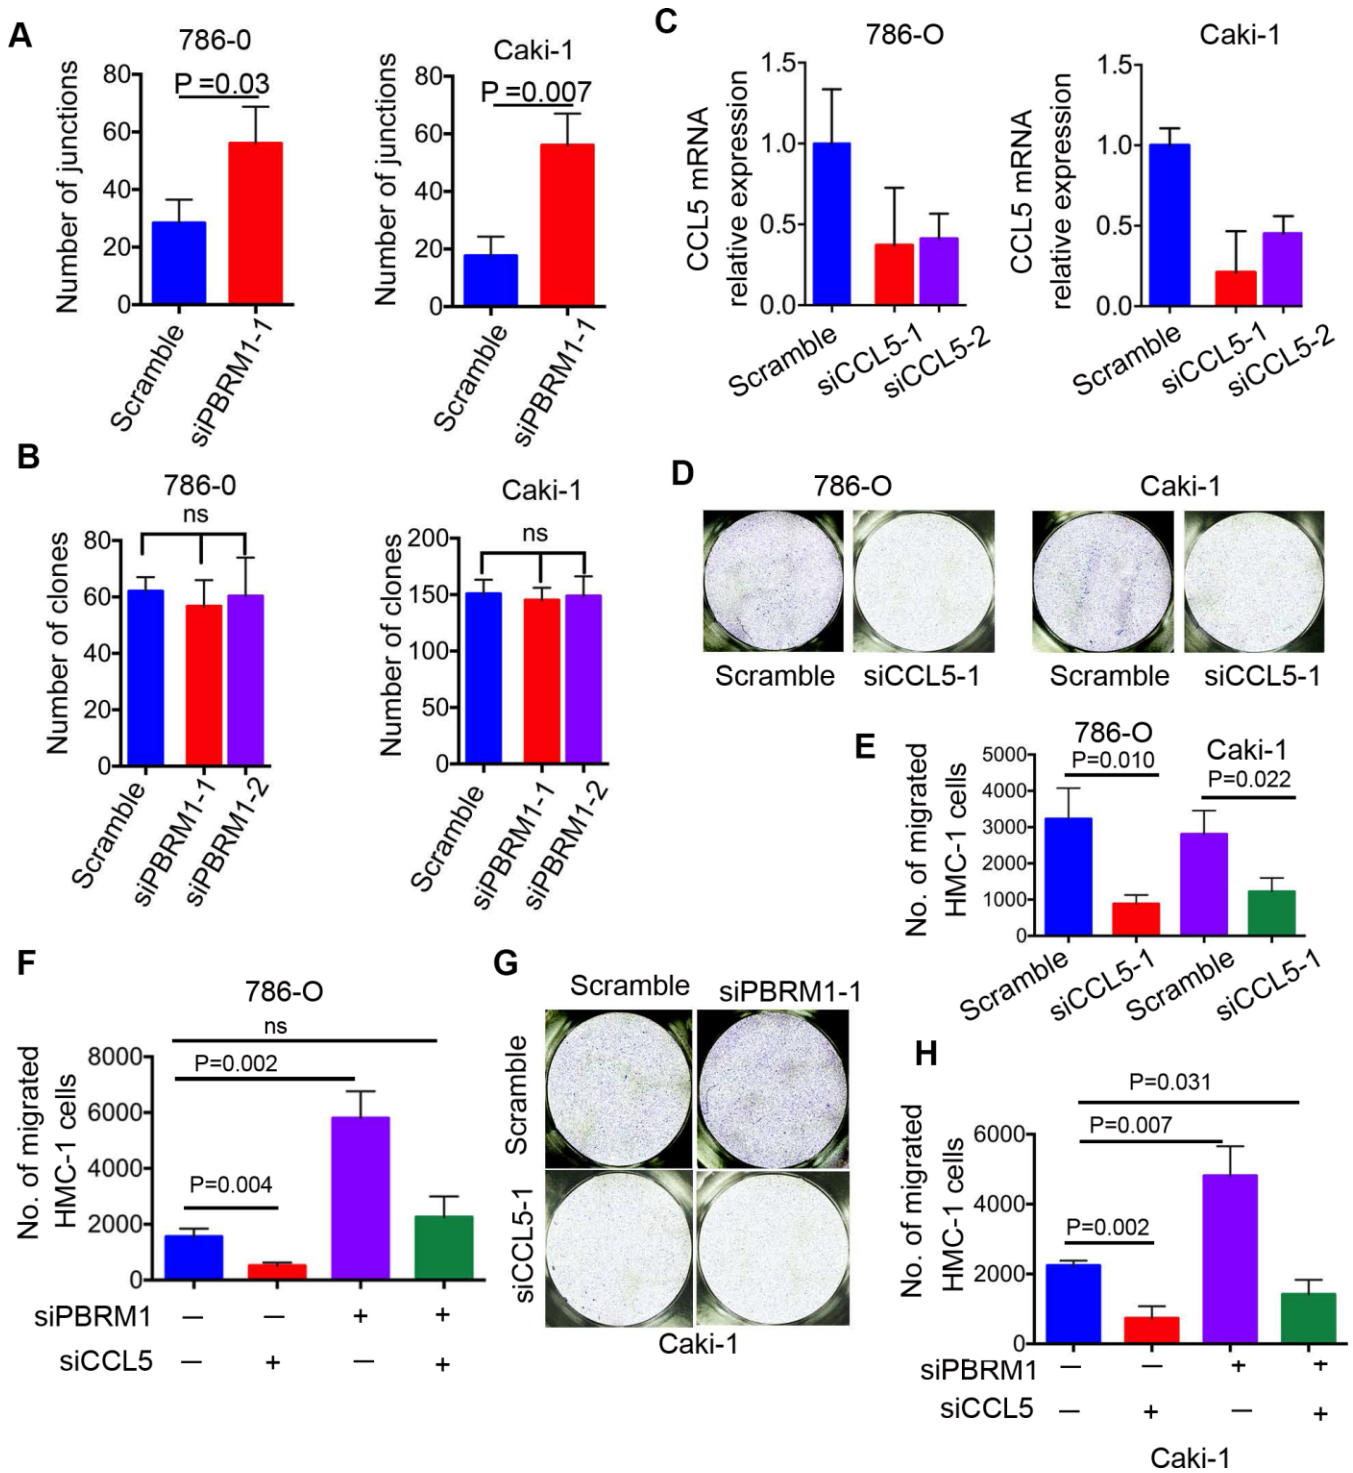 A
786-0
Number of junctions
80
60
40
20
0
P =0.03
Scramble
siPBRM1-1
Caki-1
Number of junctions
80
60
40
20
0
P =0.007
Scramble
siPBRM1-1
B
786-0
ns
Number of clones
80
60
40
20
0
Scramble
siPBRM1-1
siPBRM1-2
Caki-1
ns
Number of clones
200
150
100
50
0
Scramble
siPBRM1-1
siPBRM1-2
C
786-O
CCL5 mRNA
relative expression
1.5
1.0
0.5
0.0
Scramble
siCCL5-1
siCCL5-2
Caki-1
CCL5 mRNA
relative expression
1.5
1.0
0.5
0.0
Scramble
siCCL5-1
siCCL5-2
D
786-O
Caki-1
Scramble
siCCL5-1
Scramble
siCCL5-1
E
786-O
Caki-1
P=0.010
P=0.022
No. of migrated
HMC-1 cells
5000
4000
3000
2000
1000
0
Scramble
siCCL5-1
Scramble
siCCL5-1
F
786-O
ns
P=0.002
P=0.004
No. of migrated
HMC-1 cells
8000
6000
4000
2000
0
siPBRM1 — — + +
siCCL5 — + — +
G
Scramble
siPBRM1-1
Scramble
siCCL5-1
Caki-1
H
P=0.031
P=0.007
P=0.002
No. of migrated
HMC-1 cells
6000
4000
2000
0
siPBRM1 — — + +
siCCL5 — + — +
Caki-1